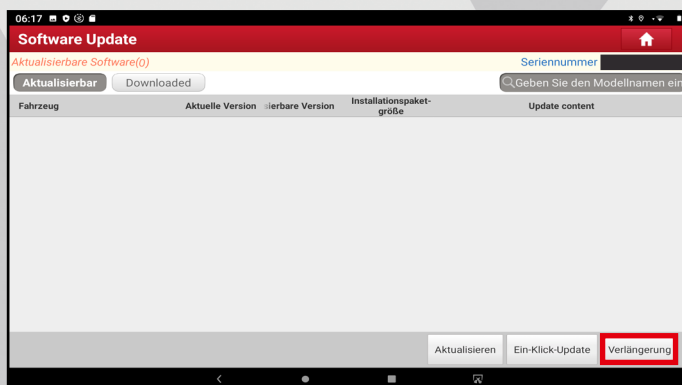 06:17
Software Update
Aktualisierbare Software(0)
Seriennummer
Aktualisierbar
Downloaded
Geben Sie den Modellnamen ein
Fahrzeug
Aktuelle Version
ierbare Version
Installationspaket-
größe
Update content
Aktualisieren
Ein-Klick-Update
Verlängerung